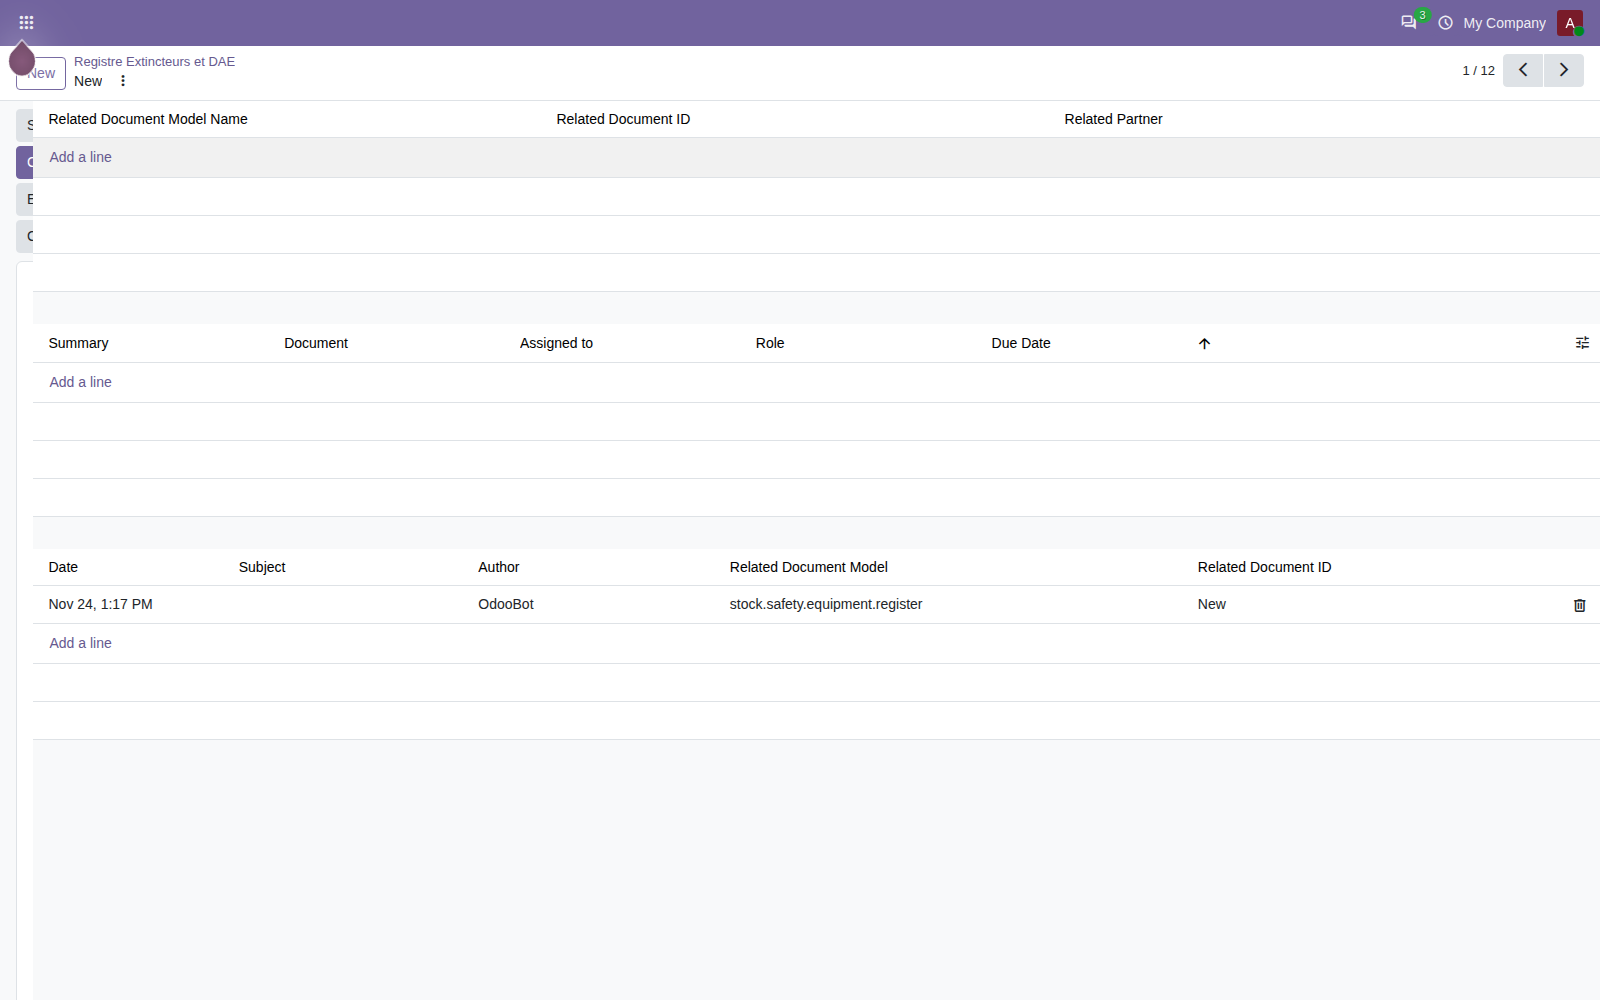 3
My Company
A
New
Registre Extincteurs et DAE
New
1 / 12
Related Document Model Name Related Document ID Related Partner
Add a line
Summary Document Assigned to Role Due Date
Add a line
Date Subject Author Related Document Model Related Document ID
Nov 24, 1:17 PM OdooBot stock.safety.equipment.register New
Add a line